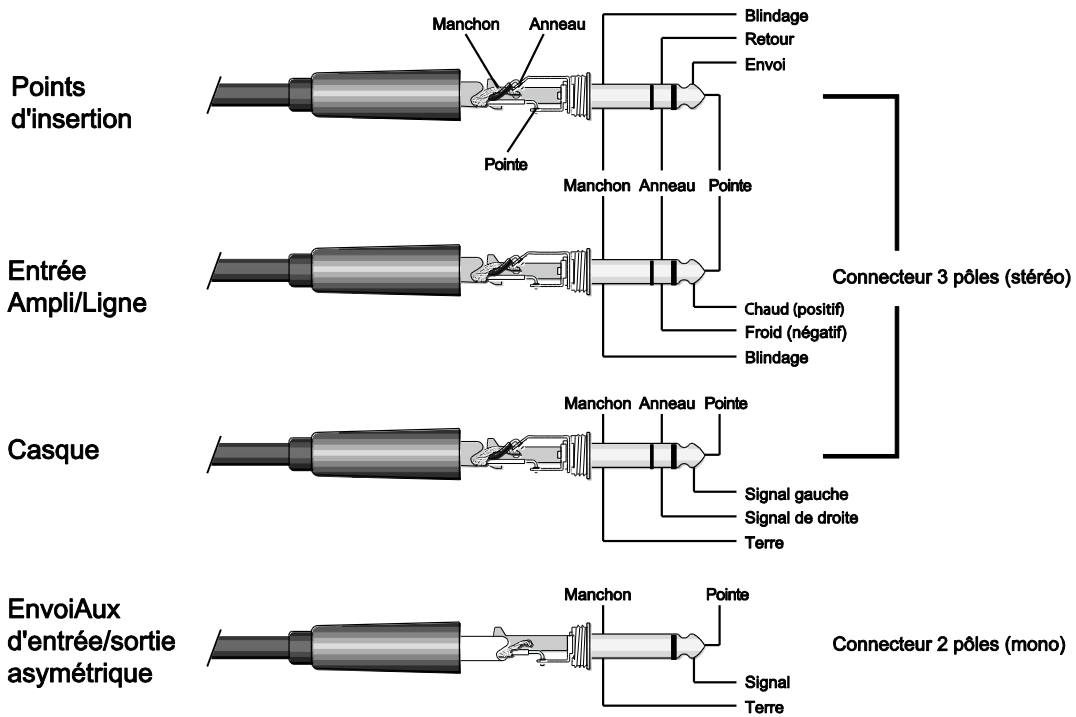 Manchon
Anneau
Blindage
Retour
Envoi
Points
d'insertion
Pointe
Manchon Anneau Pointe
Entrée
Ampli/Ligne
Connecteur 3 pôles (stéréo)
Chaud (positif)
Froid (négatif)
Blindage
Manchon Anneau Pointe
Casque
Signal gauche
Signal de droite
Terre
EnvoiAux
d'entrée/sortie
asymétrique
Manchon
Pointe
Connecteur 2 pôles (mono)
Signal
Terre